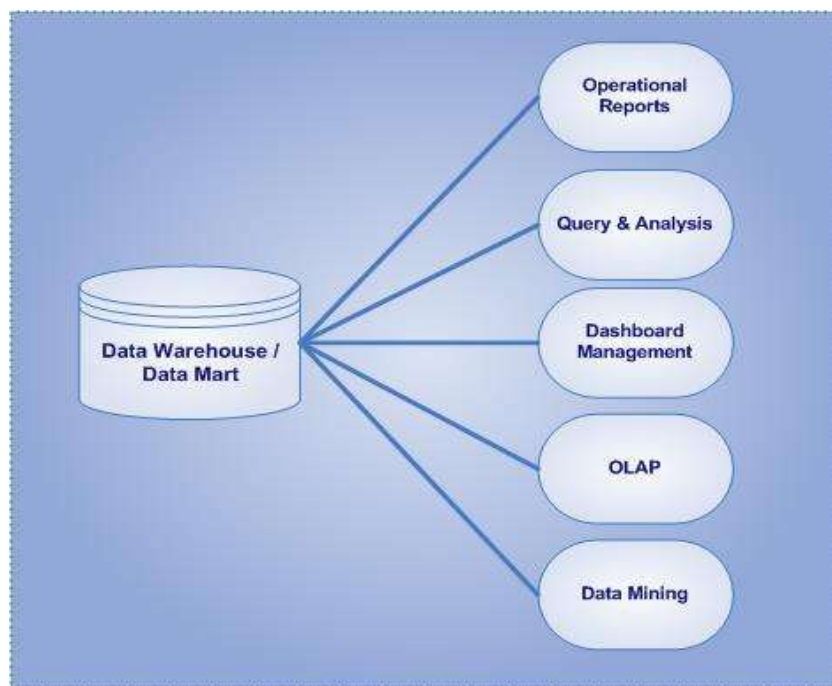 Operational
Reports
Query & Analysis
Data Warehouse /
Data Mart
Dashboard
Management
OLAP
Data Mining